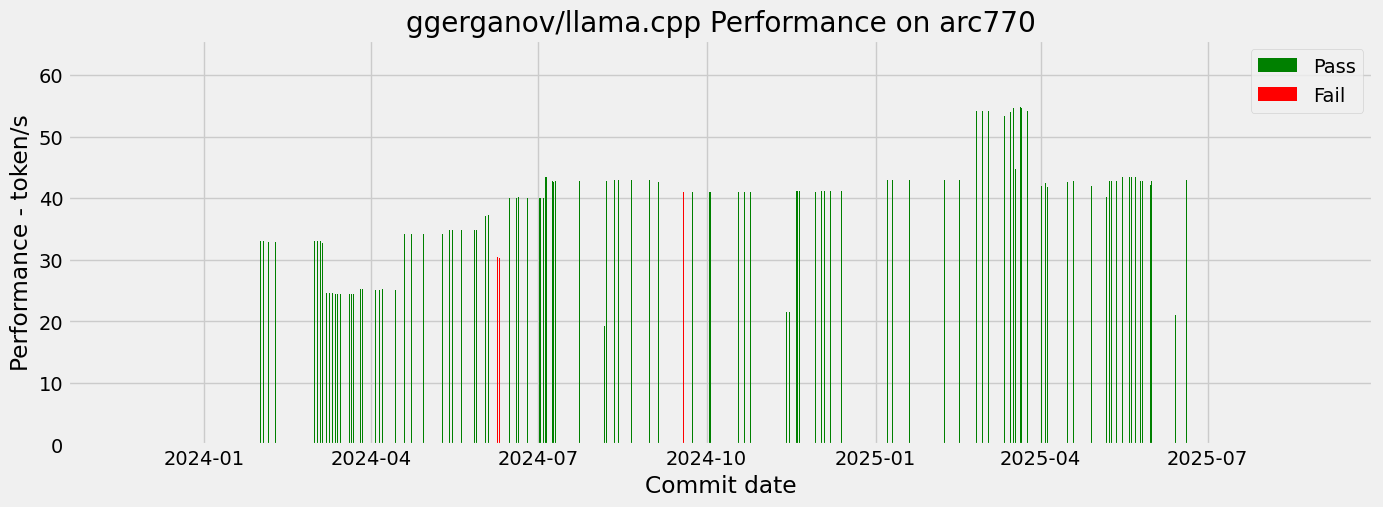 ggerganov/llama.cpp Performance on arc770
Performance - token/s
60
50
40
30
20
10
0
Pass
Fail
2024-01
2024-04
2024-07
2024-10
2025-01
2025-04
2025-07
Commit date